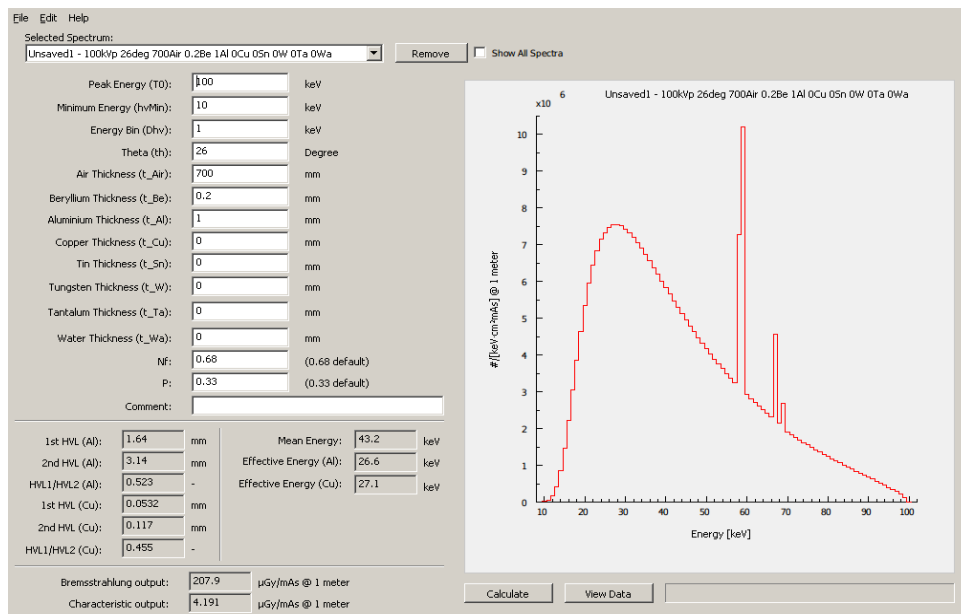 File Edit Help
Selected Spectrum:
Unsaved1 - 100kVp 26deg 700Air 0.2Be 1Al 0Cu 0Sn 0W 0Ta 0Wa Remove Show All Spectra
Peak Energy (T0): 100 keV
Minimum Energy (hvMin): 10 keV
Energy Bin (Dhv): 1 keV
Theta (th): 26 Degree
Air Thickness (t_Air): 700 mm
Beryllium Thickness (t_Be): 0.2 mm
Aluminium Thickness (t_Al): 1 mm
Copper Thickness (t_Cu): 0 mm
Tin Thickness (t_Sn): 0 mm
Tungsten Thickness (t_W): 0 mm
Tantalum Thickness (t_Ta): 0 mm
Water Thickness (t_Wa): 0 mm
Nf: 0.68 (0.68 default)
P: 0.33 (0.33 default)
Comment:
1st HVL (Al): 1.64 mm
2nd HVL (Al): 3.14 mm
HVL1/HVL2 (Al): 0.523 -
1st HVL (Cu): 0.0532 mm
2nd HVL (Cu): 0.117 mm
HVL1/HVL2 (Cu): 0.455 -
Mean Energy: 43.2 keV
Effective Energy (Al): 26.6 keV
Effective Energy (Cu): 27.1 keV
Bremsstrahlung output: 207.9 µGy/mAs @ 1 meter
Characteristic output: 4.191 µGy/mAs @ 1 meter
x10 6 Unsaved1 - 100kVp 26deg 700Air 0.2Be 1Al 0Cu 0Sn 0W 0Ta 0Wa
#/[keV·cm²mAs] @ 1 meter
10
9
8
7
6
5
4
3
2
1
0
10 20 30 40 50 60 70 80 90 100
Energy [keV]
Calculate View Data